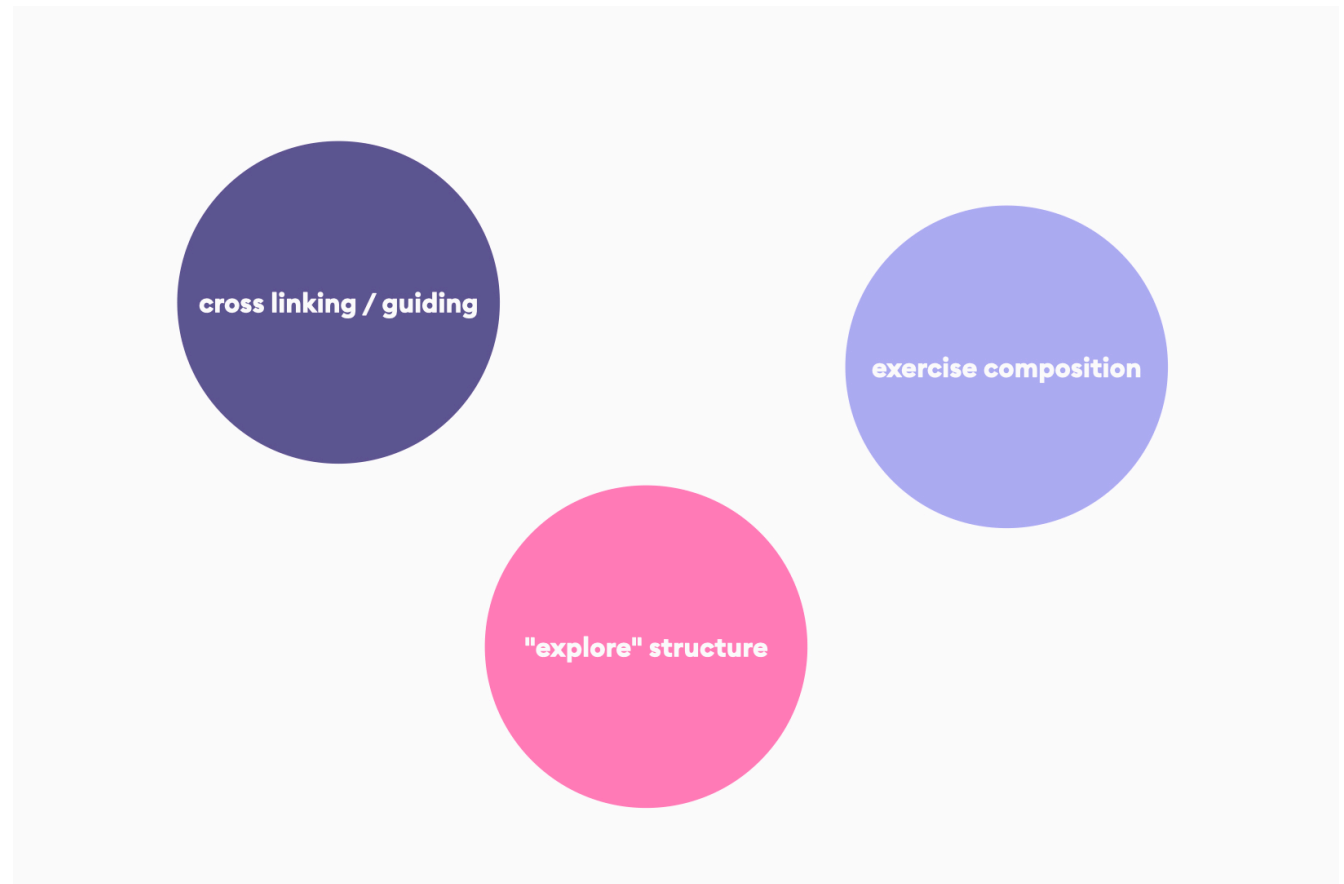 cross linking / guiding
exercise composition
"explore" structure